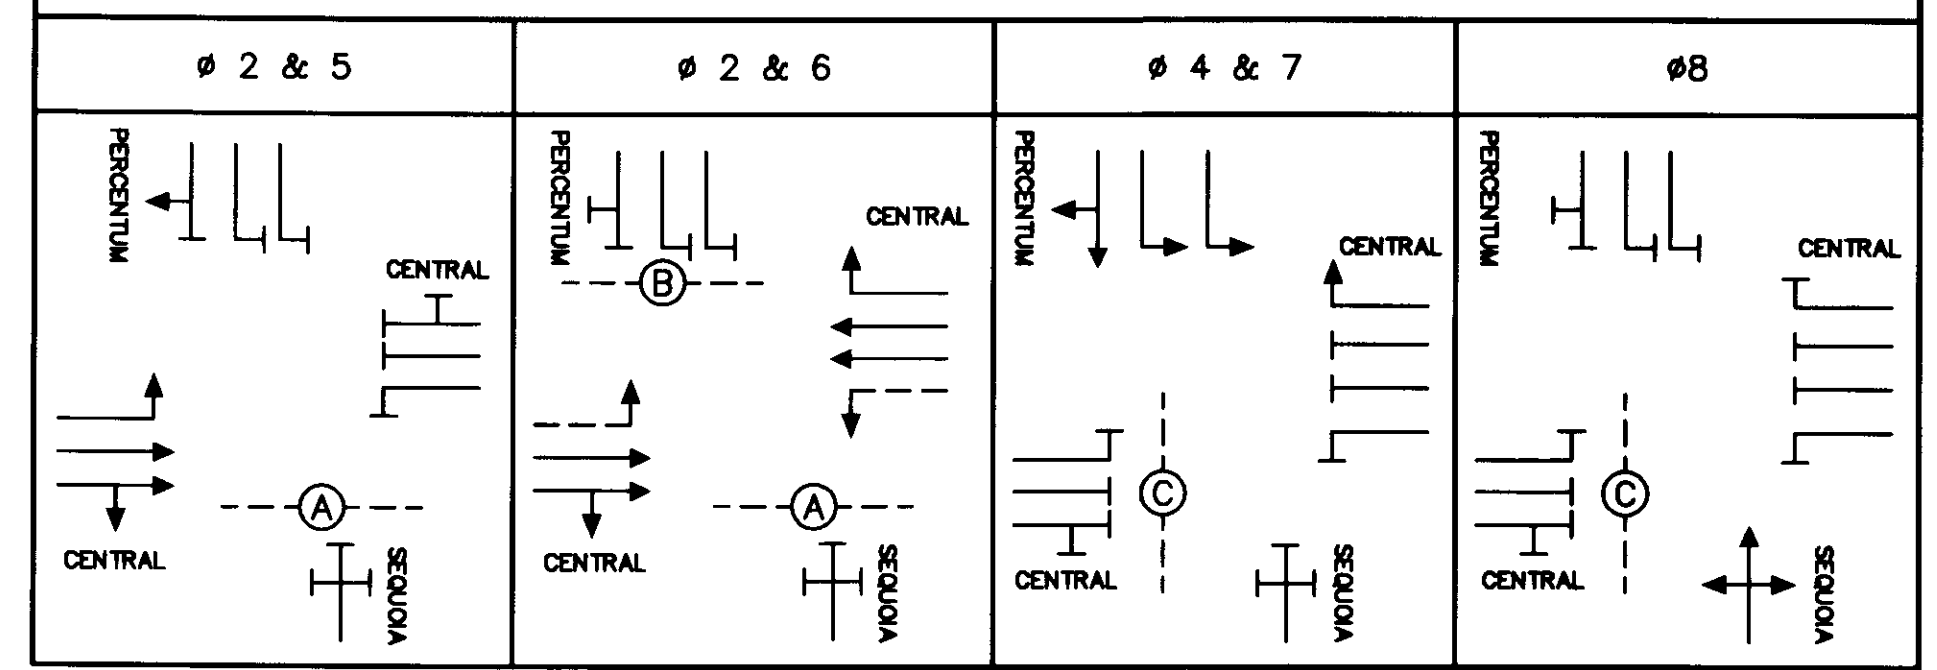 ø 2 & 5
ø 2 & 6
ø 4 & 7
ø8
PERCENTUM
CENTRAL
A
CENTRAL
SEQUOIA
PERCENTUM
CENTRAL
B
A
CENTRAL
SEQUOIA
PERCENTUM
CENTRAL
C
CENTRAL
SEQUOIA
PERCENTUM
CENTRAL
C
CENTRAL
SEQUOIA